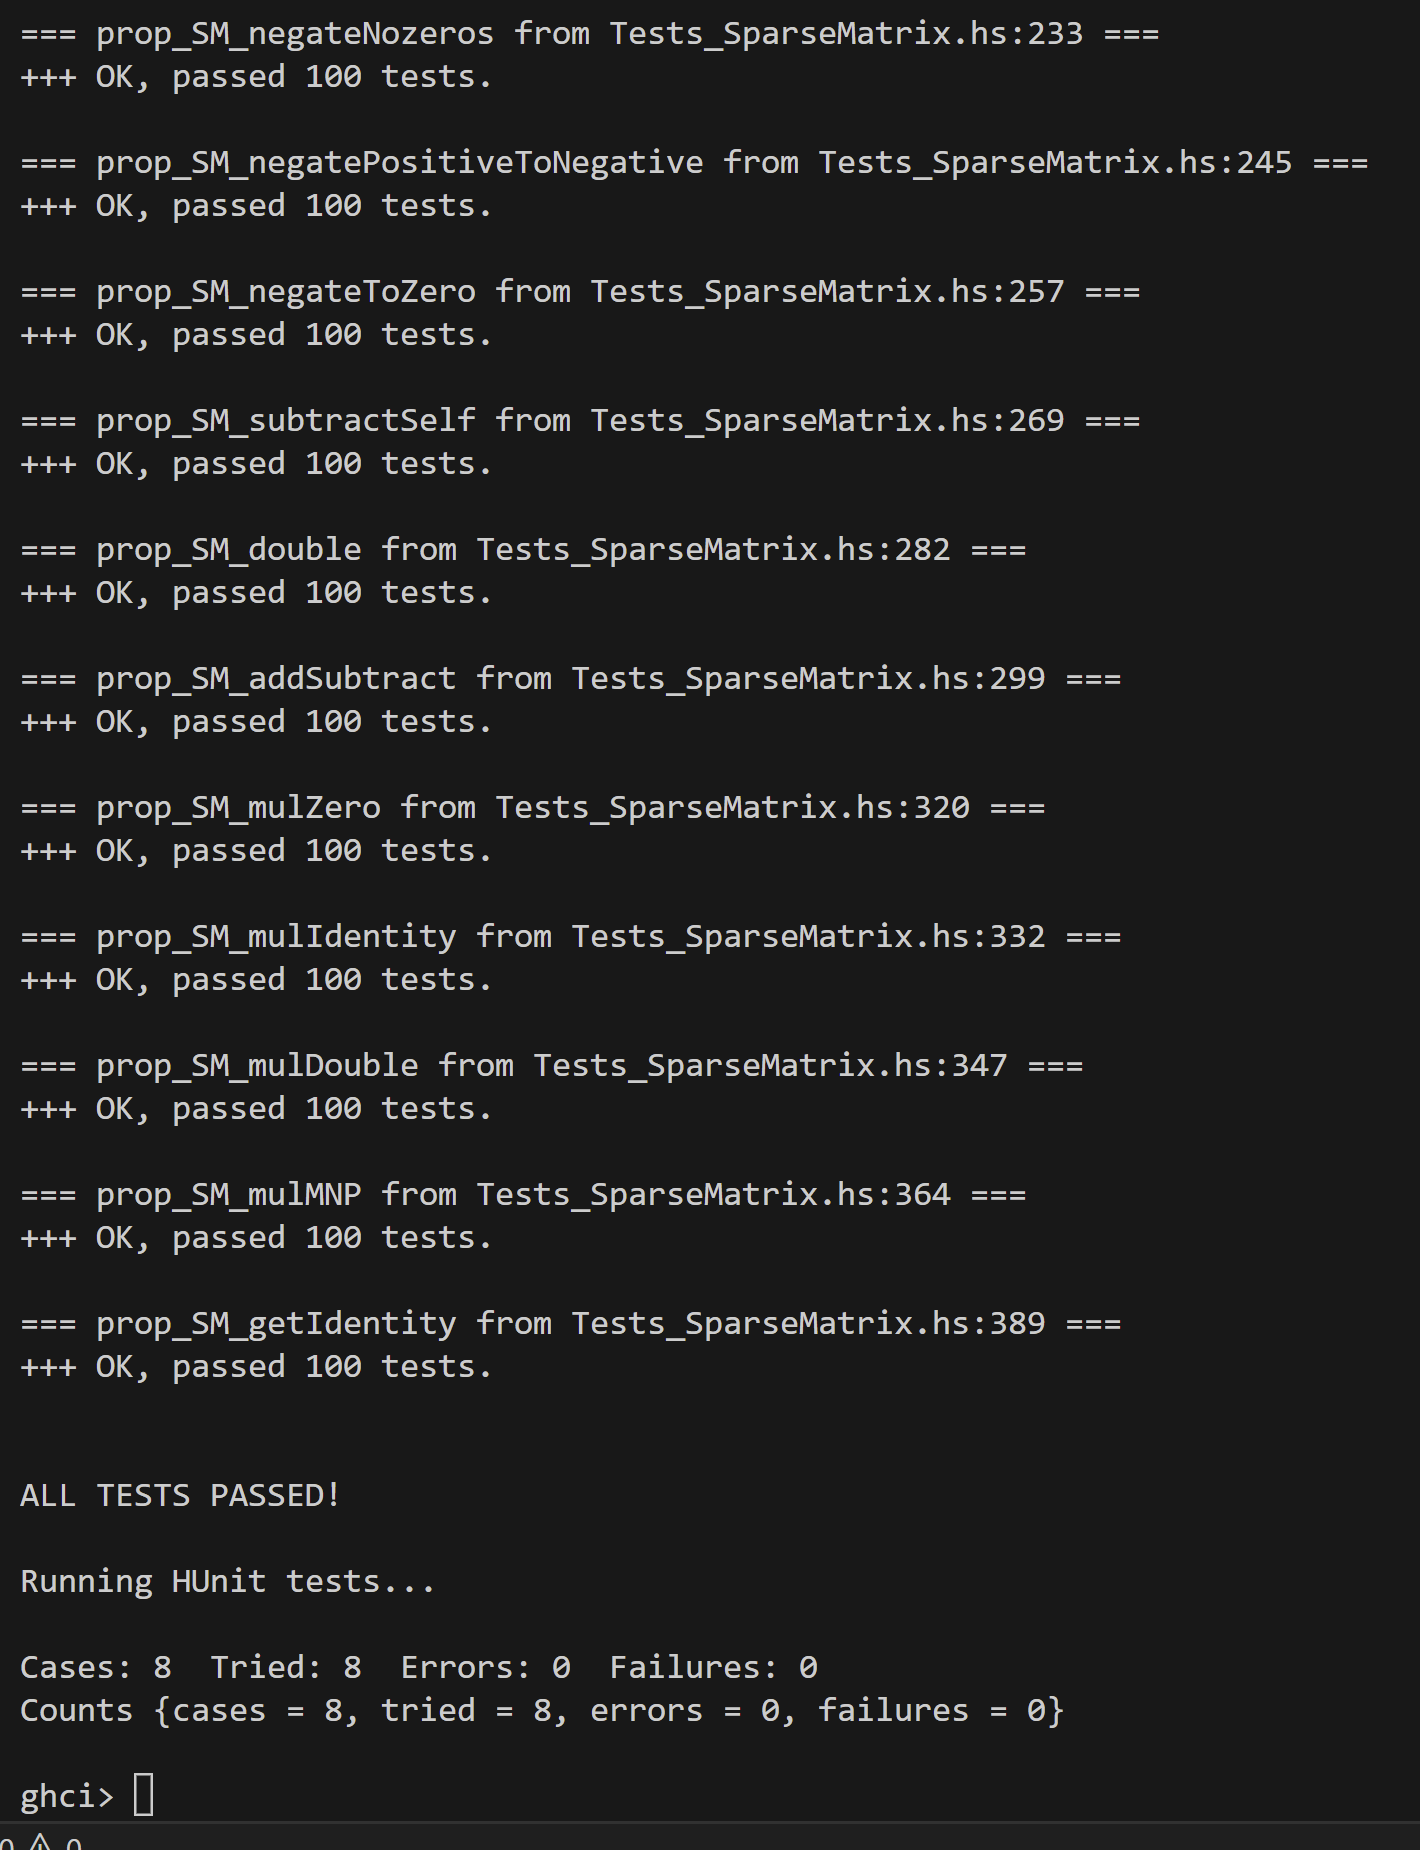 === prop_SM_negateNozeros from Tests_SparseMatrix.hs:233 ===
+++ OK, passed 100 tests.
=== prop_SM_negatePositiveToNegative from Tests_SparseMatrix.hs:245 ===
+++ OK, passed 100 tests.
=== prop_SM_negateToZero from Tests_SparseMatrix.hs:257 ===
+++ OK, passed 100 tests.
=== prop_SM_subtractSelf from Tests_SparseMatrix.hs:269 ===
+++ OK, passed 100 tests.
=== prop_SM_double from Tests_SparseMatrix.hs:282 ===
+++ OK, passed 100 tests.
=== prop_SM_addSubtract from Tests_SparseMatrix.hs:299 ===
+++ OK, passed 100 tests.
=== prop_SM_mulZero from Tests_SparseMatrix.hs:320 ===
+++ OK, passed 100 tests.
=== prop_SM_mulIdentity from Tests_SparseMatrix.hs:332 ===
+++ OK, passed 100 tests.
=== prop_SM_mulDouble from Tests_SparseMatrix.hs:347 ===
+++ OK, passed 100 tests.
=== prop_SM_mulMNP from Tests_SparseMatrix.hs:364 ===
+++ OK, passed 100 tests.
=== prop_SM_getIdentity from Tests_SparseMatrix.hs:389 ===
+++ OK, passed 100 tests.
ALL TESTS PASSED!
Running HUnit tests...
Cases: 8  Tried: 8  Errors: 0  Failures: 0
Counts {cases = 8, tried = 8, errors = 0, failures = 0}
ghci>
0 ⚠ 0